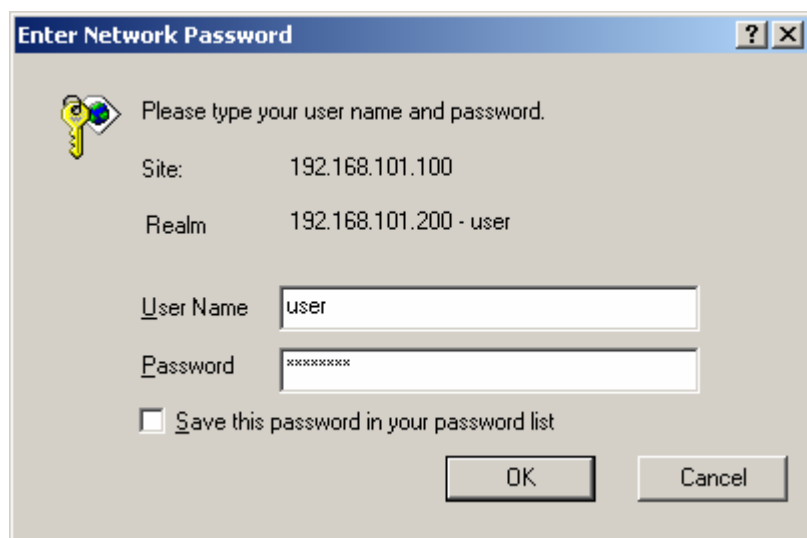 Enter Network Password
Please type your user name and password.
Site: 192.168.101.100
Realm 192.168.101.200 - user
User Name user
Password ********
Save this password in your password list
OK Cancel